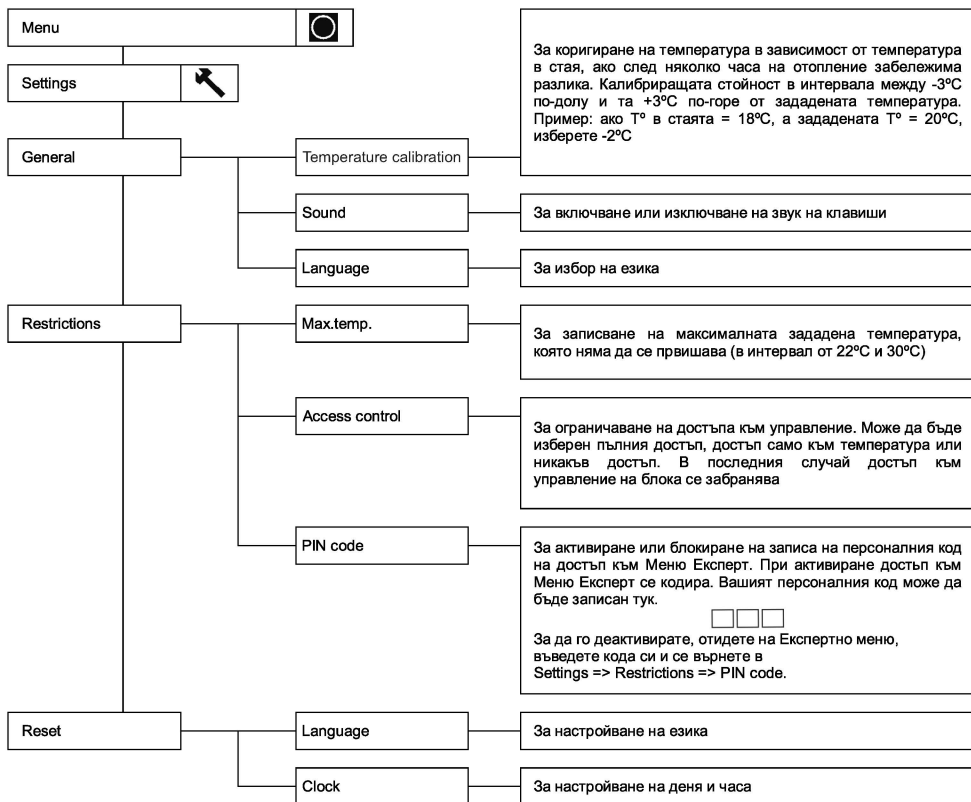 Menu
Settings
General
Temperature calibration
За коригиране на температура в зависимост от температура
в стая, ако след няколко часа на отопление забележима
разлика. Калибриращата стойност в интервала между -3ºC
по-долу и та +3ºC по-горе от зададената температура.
Пример: ако Tº в стаята = 18ºC, а зададената Tº = 20ºC,
изберете -2ºC
Sound
За включване или изключване на звук на клавиши
Language
За избор на езика
Restrictions
Max.temp.
За записване на максималната зададена температура,
която няма да се првишава (в интервал от 22ºC и 30ºC)
Access control
За ограничаване на достъпа към управление. Може да бъде
изберен пълния достъп, достъп само към температура или
никакъв достъп. В последния случай достъп към
управление на блока се забранява
PIN code
За активиране или блокиране на записа на персоналния код
на достъп към Меню Експерт. При активиране достъп към
Меню Експерт се кодира. Вашият персоналния код може да
бъде записан тук.
За да го деактивирате, отидете на Експертно меню,
въведете кода си и се върнете в
Settings => Restrictions => PIN code.
Reset
Language
За настройване на езика
Clock
За настройване на деня и часа